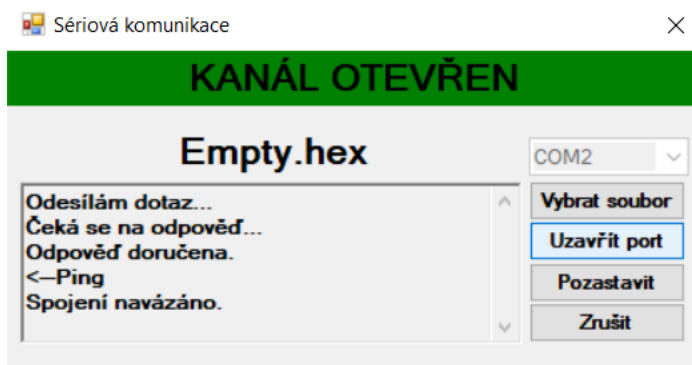 Sériová komunikace
KANÁL OTEVŘEN
Empty.hex
COM2
Odesílám dotaz...
Čeká se na odpověď...
Odpověď doručena.
<--Ping
Spojení navázáno.
Vybrat soubor
Uzavřít port
Pozastavit
Zrušit